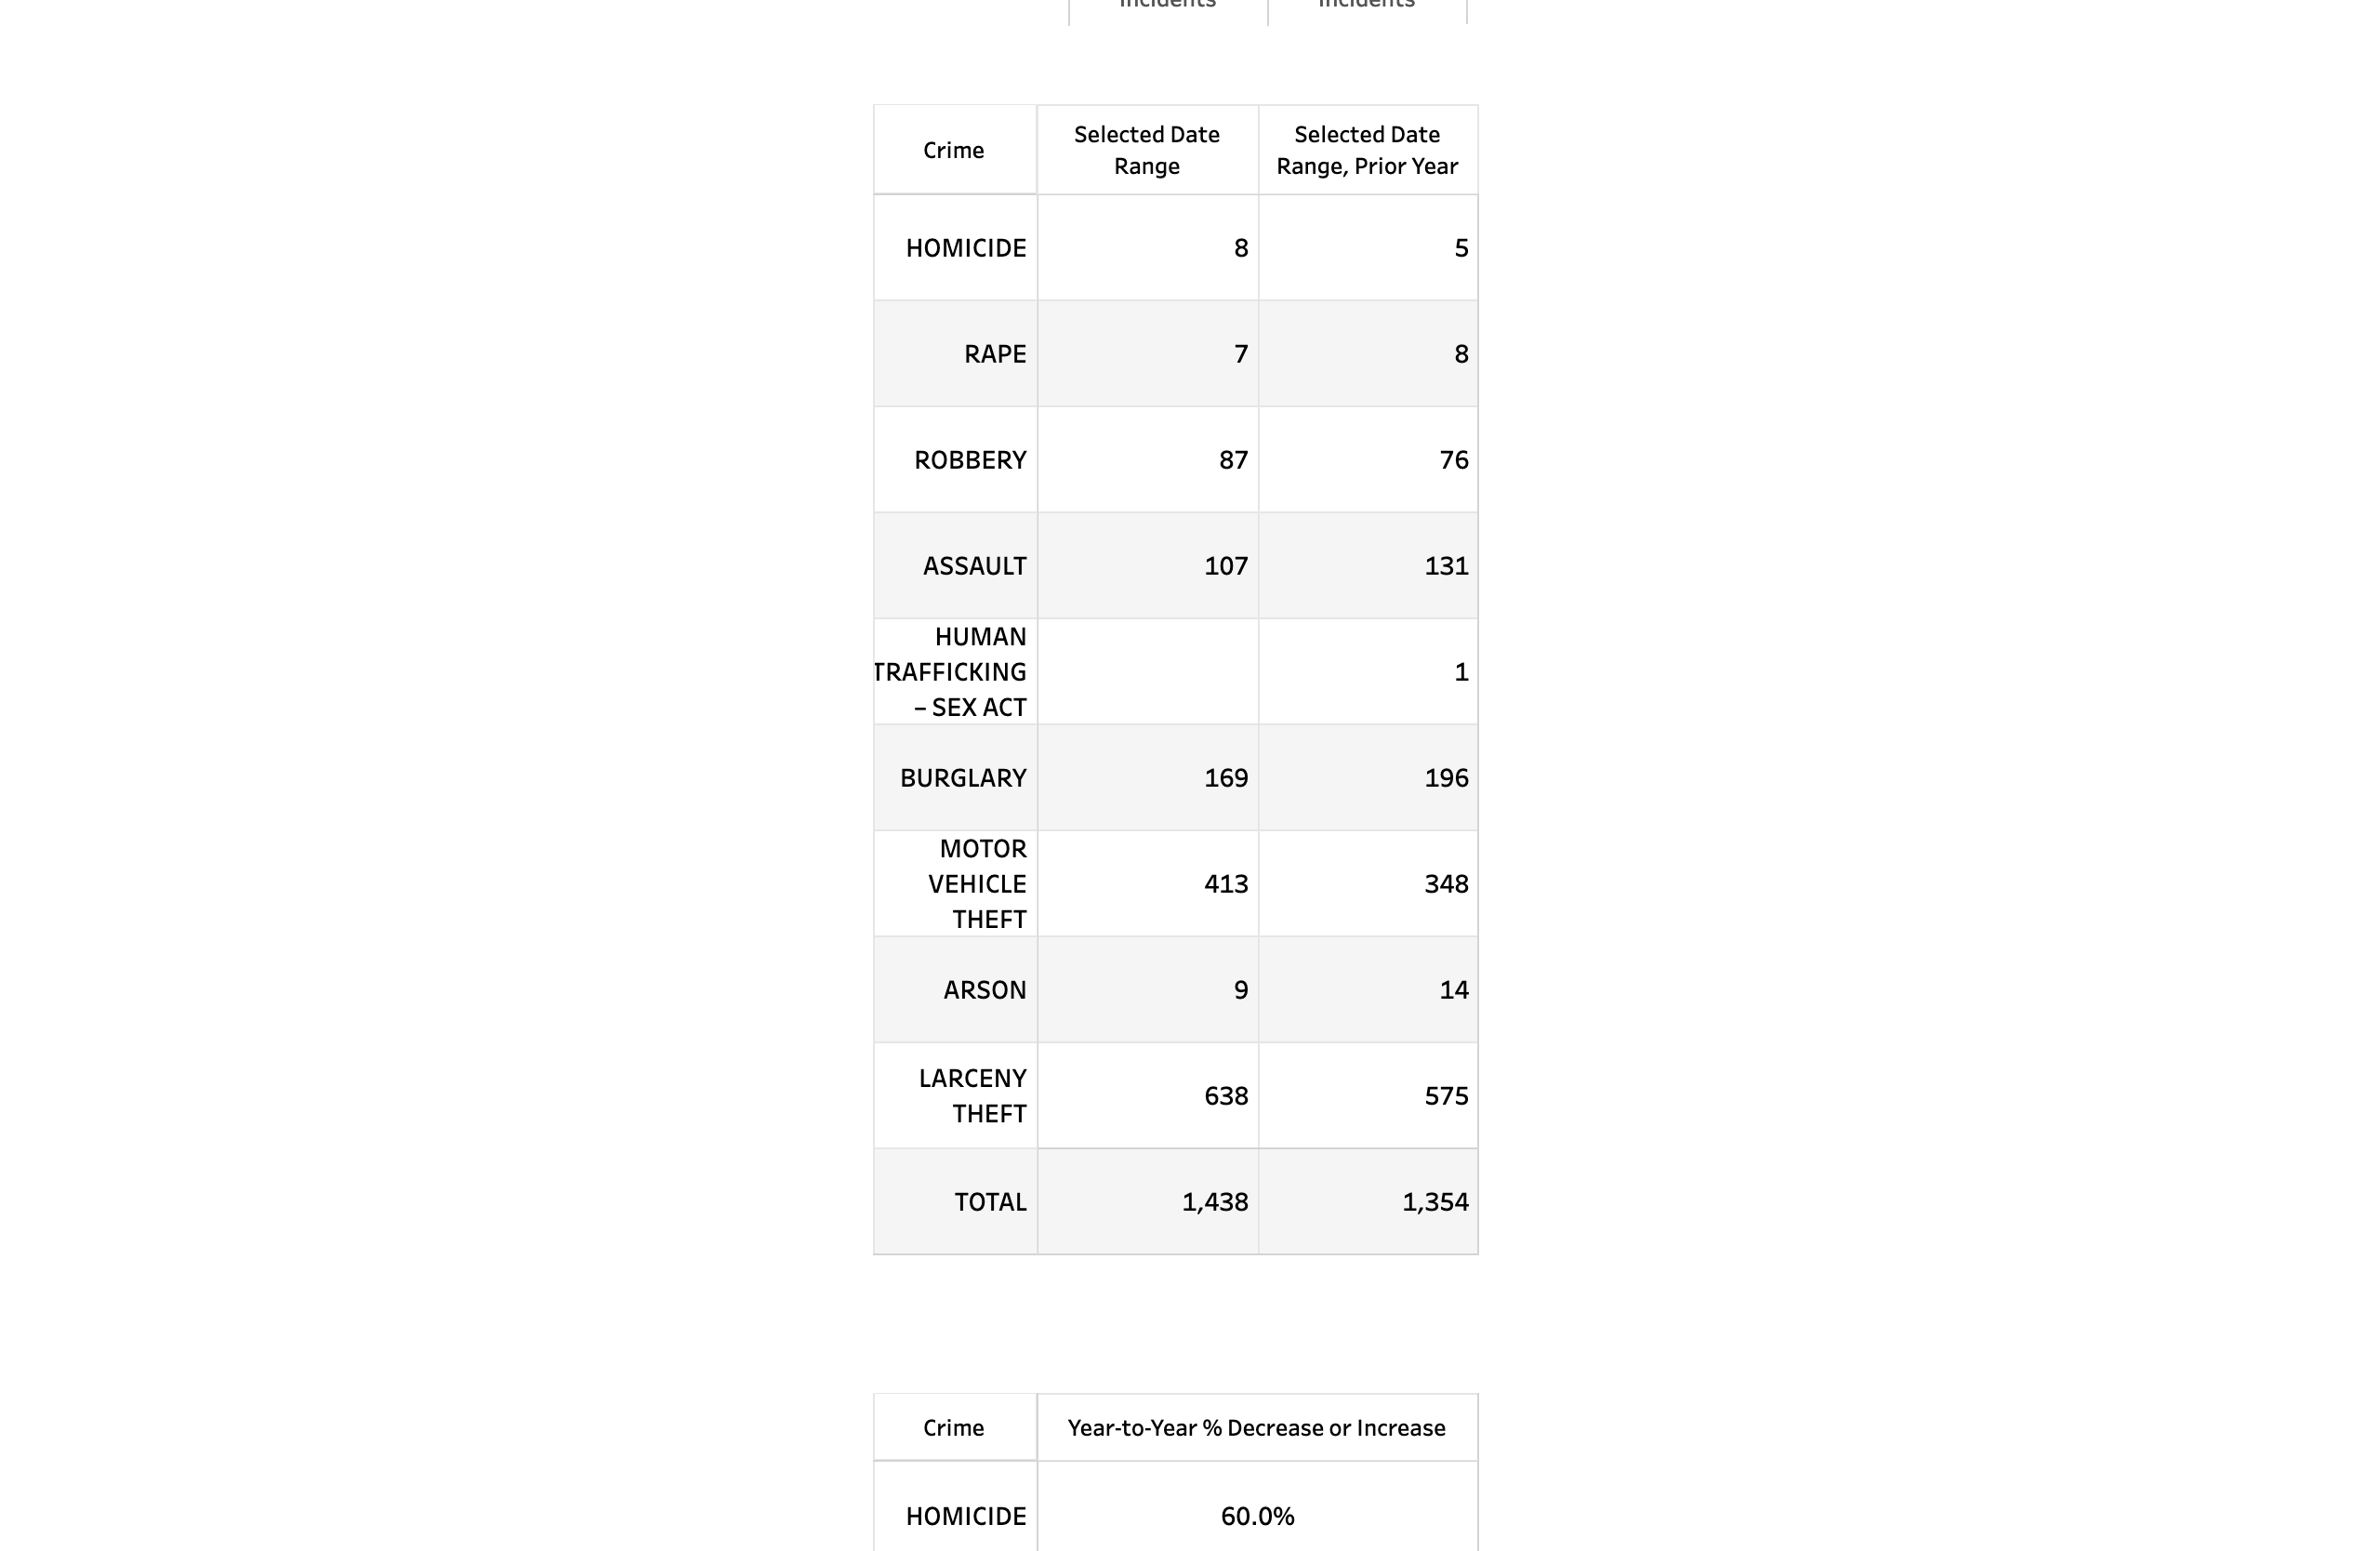 Incidents Incidents
Crime
Selected Date
Range
Selected Date
Range, Prior Year
HOMICIDE 8 5
RAPE 7 8
ROBBERY 87 76
ASSAULT 107 131
HUMAN
TRAFFICKING
– SEX ACT
1
BURGLARY 169 196
MOTOR
VEHICLE
THEFT
413 348
ARSON 9 14
LARCENY
THEFT
638 575
TOTAL 1,438 1,354
Crime Year-to-Year % Decrease or Increase
HOMICIDE 60.0%